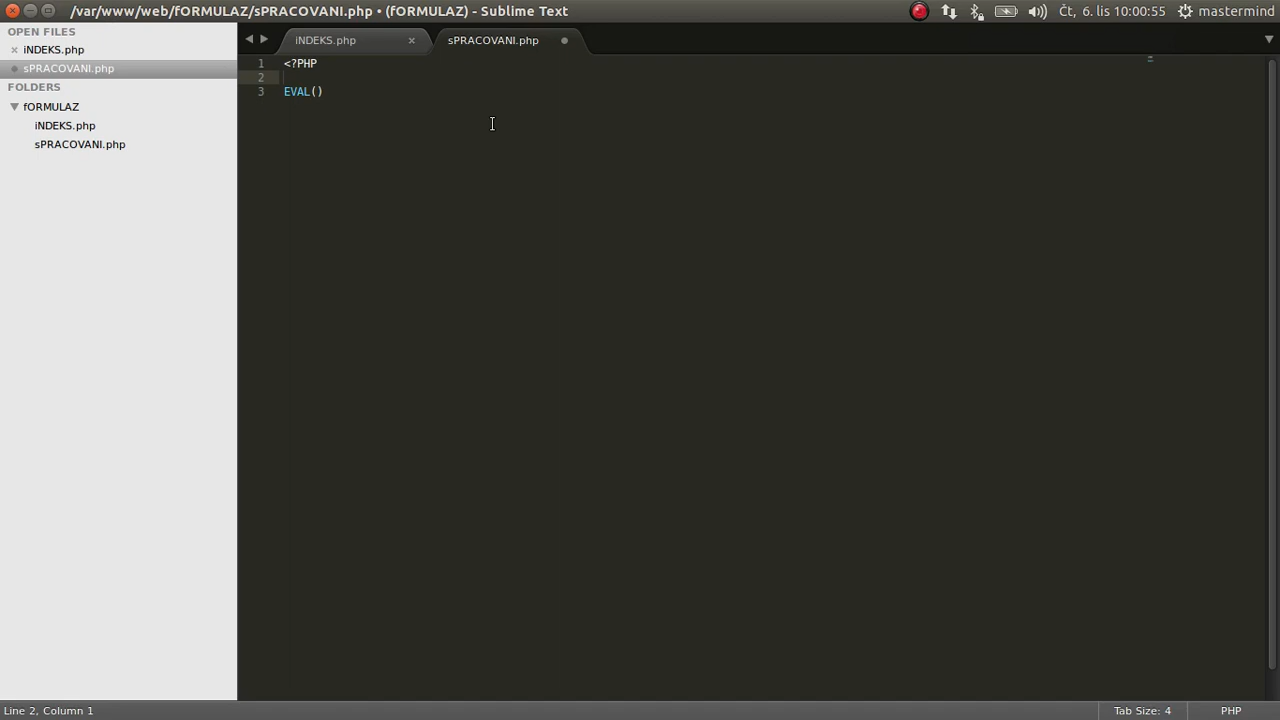 /var/www/web/fORMULAZ/sPRACOVANI.php • (fORMULAZ) - Sublime Text
Čt, 6. lis 10:00:55
mastermind
OPEN FILES
iNDEKS.php
sPRACOVANI.php
FOLDERS
fORMULAZ
iNDEKS.php
sPRACOVANI.php
iNDEKS.php
sPRACOVANI.php
1 <?PHP
2
3 EVAL()
Line 2, Column 1
Tab Size: 4
PHP